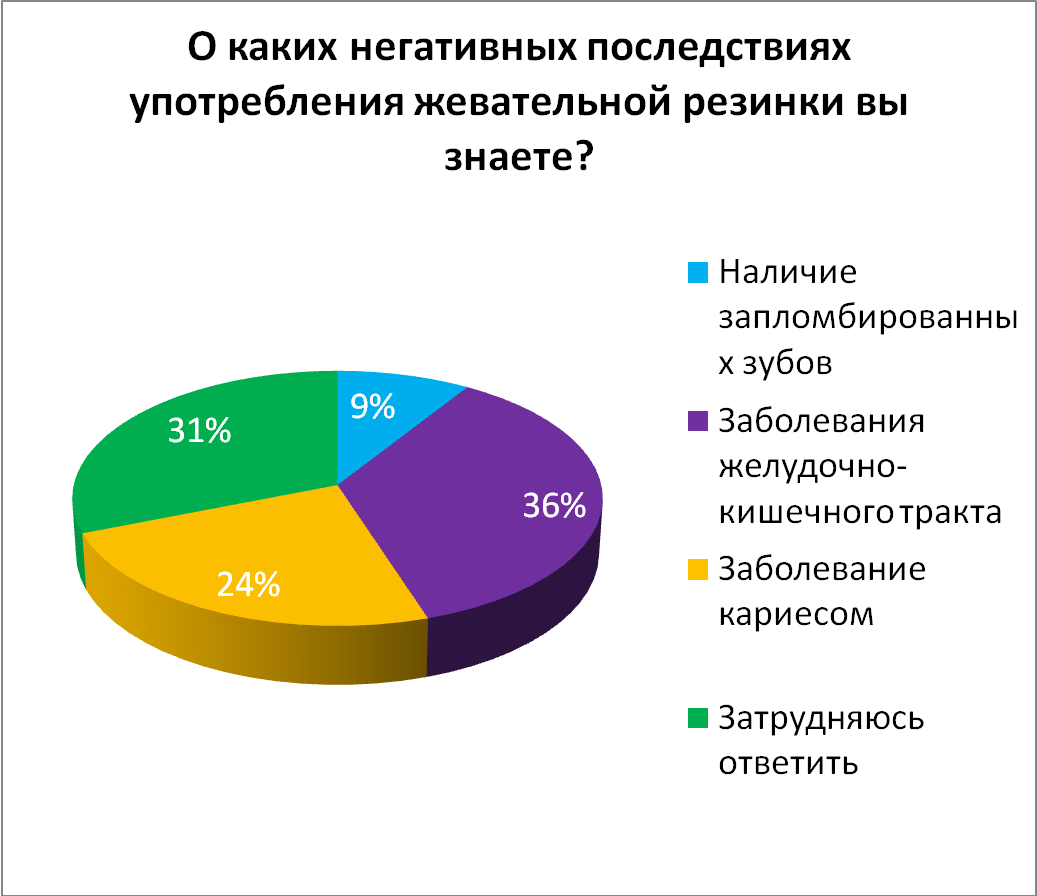 О каких негативных последствиях
употребления жевательной резинки вы
знаете?
Наличие
запломбированны
х зубов
Заболевания
желудочно-
кишечного тракта
Заболевание
кариесом
Затрудняюсь
ответить
9%
36%
24%
31%